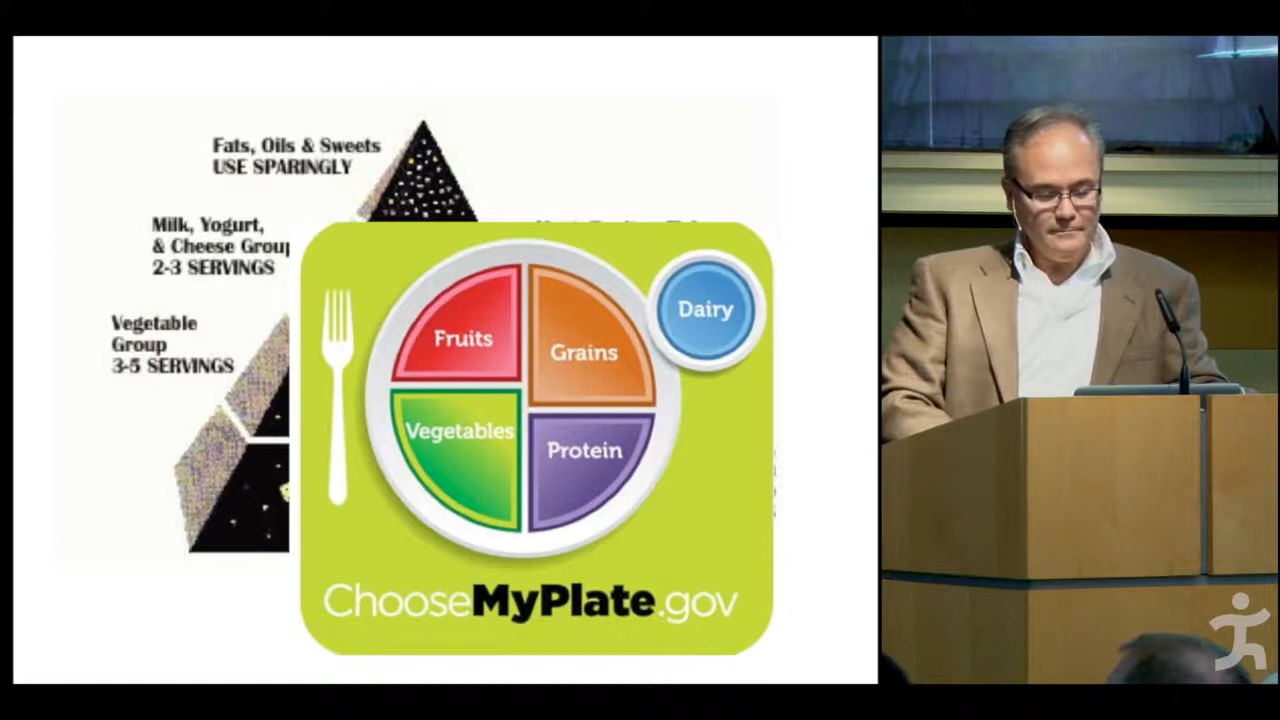 Fats, Oils & Sweets
USE SPARINGLY
Milk, Yogurt,
& Cheese Group
2-3 SERVINGS
Vegetable
Group
3-5 SERVINGS
Fruits
Grains
Dairy
Vegetables
Protein
ChooseMyPlate.gov